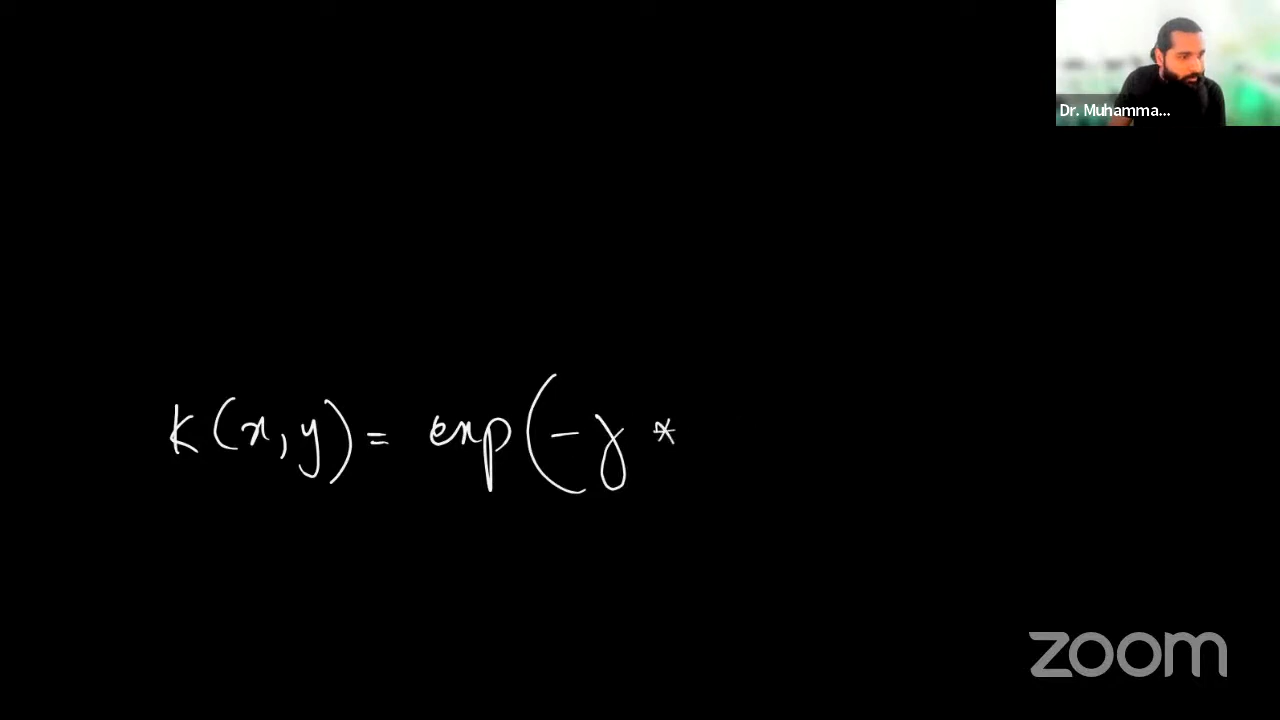 Dr. Muhamma...
K(x,y) = exp(-γ *
zoom